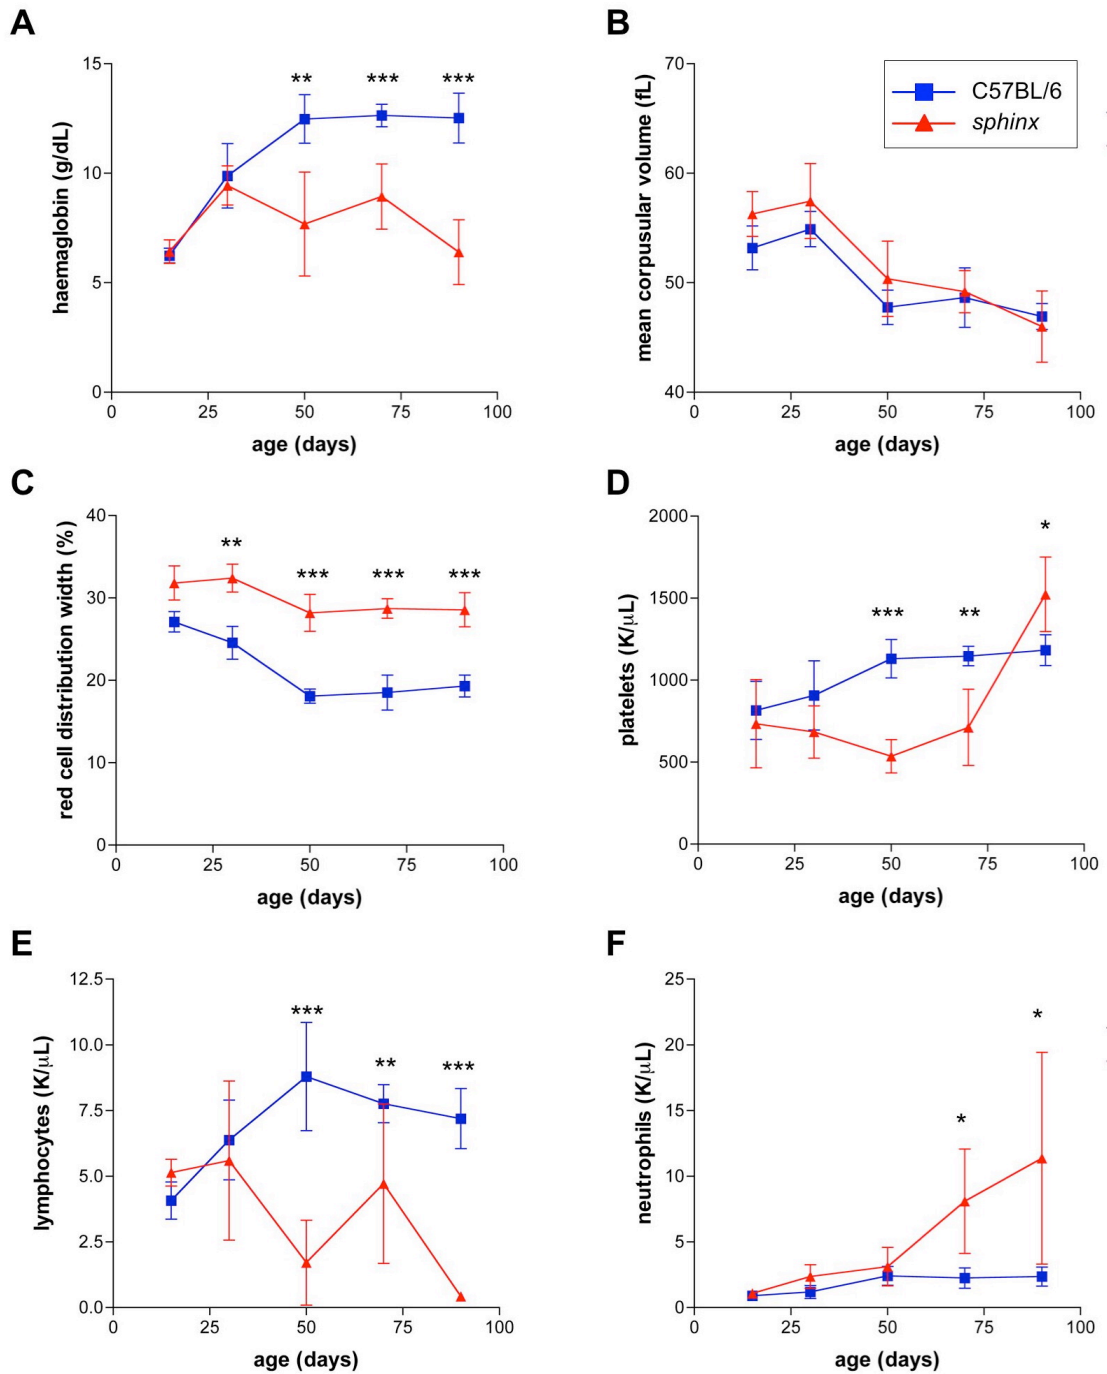 A
15
10
5
0
haemaglobin (g/dL)
** *** ***
0 25 50 75 100
age (days)
B
70
60
50
40
mean corpusular volume (fL)
C57BL/6
sphinx
0 25 50 75 100
age (days)
C
40
30
20
10
0
red cell distribution width (%)
** *** *** ***
0 25 50 75 100
age (days)
D
2000
1500
1000
500
0
platelets (K/μL)
*** ** *
0 25 50 75 100
age (days)
E
12.5
10.0
7.5
5.0
2.5
0.0
lymphocytes (K/μL)
*** ** ***
0 25 50 75 100
age (days)
F
25
20
15
10
5
0
neutrophils (K/μL)
* *
0 25 50 75 100
age (days)